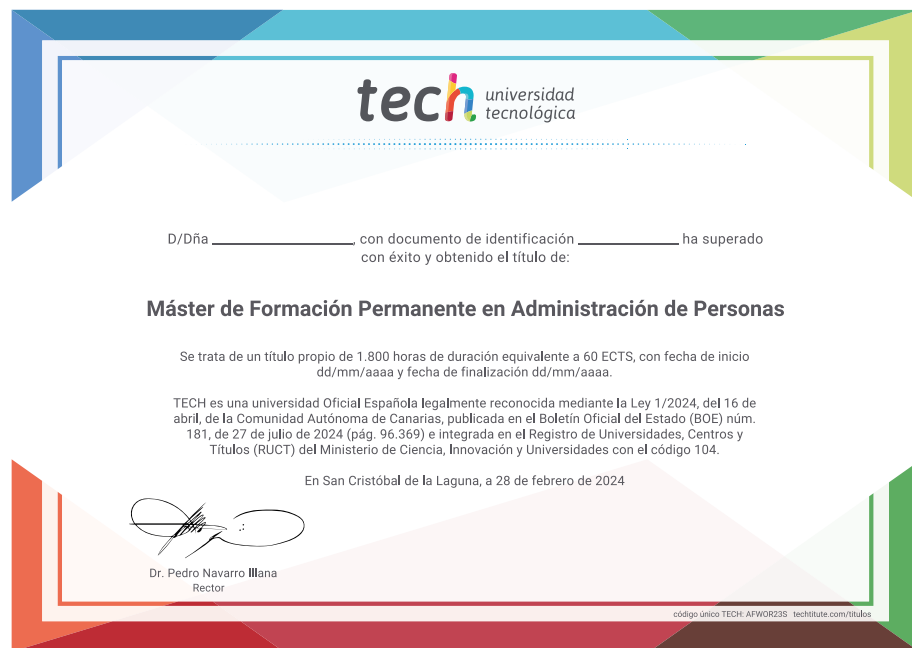 tech universidad
tecnológica
D/Dña ____________, con documento de identificación ____________ ha superado
con éxito y obtenido el título de:
Máster de Formación Permanente en Administración de Personas
Se trata de un título propio de 1.800 horas de duración equivalente a 60 ECTS, con fecha de inicio
dd/mm/aaaa y fecha de finalización dd/mm/aaaa.
TECH es una universidad Oficial Española legalmente reconocida mediante la Ley 1/2024, del 16 de
abril, de la Comunidad Autónoma de Canarias, publicada en el Boletín Oficial del Estado (BOE) núm.
181, de 27 de julio de 2024 (pág. 96.369) e integrada en el Registro de Universidades, Centros y
Títulos (RUCT) del Ministerio de Ciencia, Innovación y Universidades con el código 104.
En San Cristóbal de la Laguna, a 28 de febrero de 2024
Dr. Pedro Navarro Illana
Rector
código único TECH: AFWOR23S techtitute.com/titulos